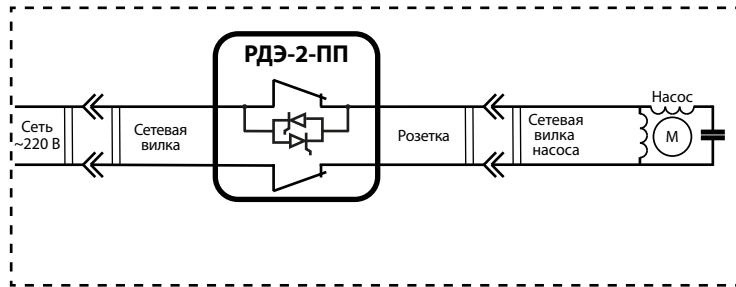 РДЭ-2-ПП
Сеть
~220 В
Сетевая
вилка
Розетка
Сетевая
вилка
насоса
Насос
М